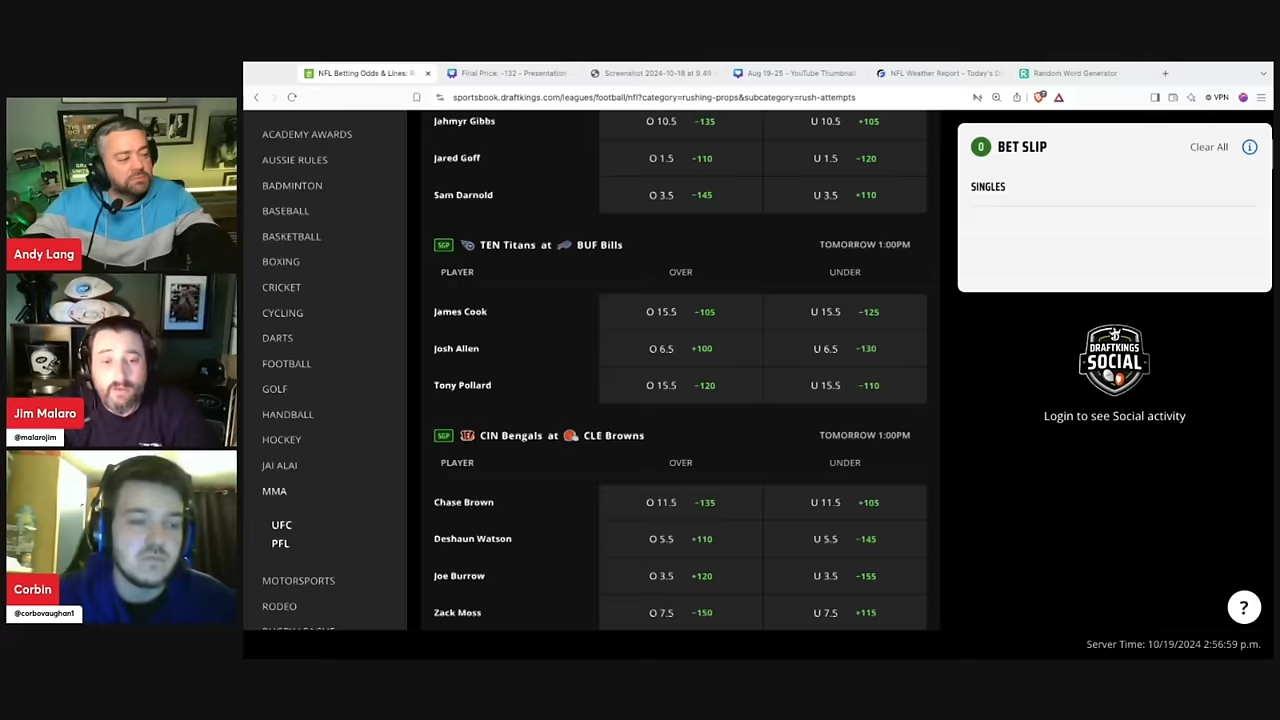 NFL Betting Odds & Lines: R
Final Price: -132 - Presentation
Screenshot 2024-10-18 at 9.49
Aug 19-25 - YouTube Thumbnail
NFL Weather Report - Today's D
Random Word Generator
sportsbook.draftkings.com/leagues/football/nfl?category=rushing-props&subcategory=rush-attempts
VPN
Andy Lang
Jim Malaro
@malarojim
Corbin
@corbovaughan1
ACADEMY AWARDS
AUSSIE RULES
BADMINTON
BASEBALL
BASKETBALL
BOXING
CRICKET
CYCLING
DARTS
FOOTBALL
GOLF
HANDBALL
HOCKEY
JAI ALAI
MMA
UFC
PFL
MOTORSPORTS
RODEO
Jahmyr Gibbs O 10.5 -135 U 10.5 +105
Jared Goff O 1.5 -110 U 1.5 -120
Sam Darnold O 3.5 -145 U 3.5 +110
SGP TEN Titans at BUF Bills TOMORROW 1:00PM
PLAYER OVER UNDER
James Cook O 15.5 -105 U 15.5 -125
Josh Allen O 6.5 +100 U 6.5 -130
Tony Pollard O 15.5 -120 U 15.5 -110
SGP CIN Bengals at CLE Browns TOMORROW 1:00PM
PLAYER OVER UNDER
Chase Brown O 11.5 -135 U 11.5 +105
Deshaun Watson O 5.5 +110 U 5.5 -145
Joe Burrow O 3.5 +120 U 3.5 -155
Zack Moss O 7.5 -150 U 7.5 +115
0 BET SLIP Clear All
SINGLES
DRAFTKINGS
SOCIAL
Login to see Social activity
?
Server Time: 10/19/2024 2:56:59 p.m.